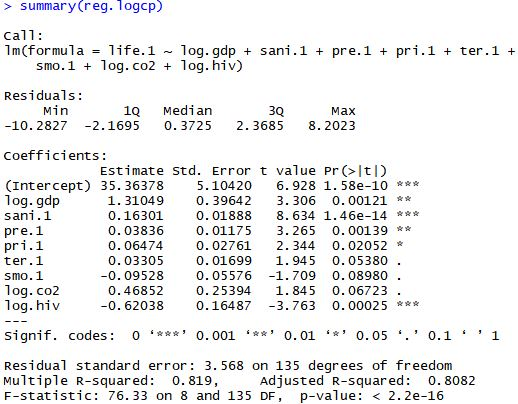 > summary(reg.logcp)
Call:
lm(formula = life.1 ~ log.gdp + sani.1 + pre.1 + pri.1 + ter.1 +
    smo.1 + log.co2 + log.hiv)
Residuals:
     Min       1Q   Median       3Q      Max
-10.2827  -2.1695   0.3725   2.3685   8.2023
Coefficients:
            Estimate Std. Error t value Pr(>|t|)
(Intercept) 35.36378    5.10420   6.928 1.58e-10 ***
log.gdp      1.31049    0.39642   3.306  0.00121 **
sani.1       0.16301    0.01888   8.634 1.46e-14 ***
pre.1        0.03836    0.01175   3.265  0.00139 **
pri.1        0.06474    0.02761   2.344  0.02052 *
ter.1        0.03305    0.01699   1.945  0.05380 .
smo.1       -0.09528    0.05576  -1.709  0.08980 .
log.co2      0.46852    0.25394   1.845  0.06723 .
log.hiv     -0.62038    0.16487  -3.763  0.00025 ***
---
Signif. codes:  0 ‘***’ 0.001 ‘**’ 0.01 ‘*’ 0.05 ‘.’ 0.1 ‘ ’ 1
Residual standard error: 3.568 on 135 degrees of freedom
Multiple R-squared:  0.819,     Adjusted R-squared:  0.8082
F-statistic: 76.33 on 8 and 135 DF,  p-value: < 2.2e-16